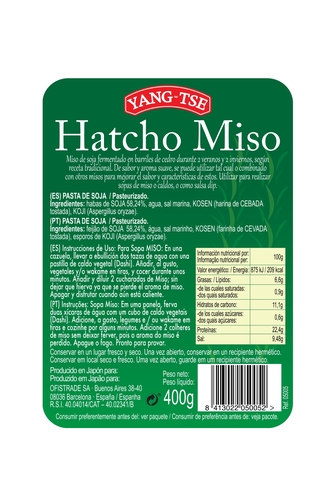 YANG-TSE
Hatcho Miso
Miso de soja fermentado en barriles de cedro durante 2 veranos y 2 inviernos, según
receta tradicional. De sabor y aroma suave, se puede utilizar tal cual o combinado
con otros misos para mejorar el sabor y características de estos. Utilizar para realizar
sopas de miso o caldos, o como salsa dip.
(ES) PASTA DE SOJA / Pasteurizado.
Ingredientes: habas de SOJA 58,24%, água, sal marina, KOSEN (harina de CEBADA
tostada), KOJI (Aspergillus oryzae).
(PT) PASTA DE SOJA / Pasteurizado.
Ingredientes: feijão de SOJA 58,24%, água, sal marinho, KOSEN (farinha de CEVADA
tostada), esporos de KOJI (Aspergillus oryzae).
(ES) Instrucciones de Uso: Para Sopa MISO: En una
cazuela, llevar a ebullición dos tazas de agua con una
pastilla de caldo vegetal (Dashi). Añadir, al gusto,
vegetales y/o wakame en tiras, y cocer durante unos
minutos. Añadir y diluir 2 cucharadas de Miso; sin
dejar que hierva ya que se pierde el aroma de miso.
Apagar y disfrutar cuando aún esté caliente.
(PT) Instruções: Sopa Miso: Em uma panela, ferva
duas xícaras de água com um cubo de caldo vegetais
(Dashi). Adicione, a gosto, legumes e / ou wakame em
tiras e cozinhe por alguns minutos. Adicione 2 colheres
de miso sem deixar ferver, pois o aroma do miso é
perdido. Apague o fogo. Pronto para provar.
Información nutricional por:
Informação nutricional por:
100g
Valor energético / Energia: 875 kJ / 209 kcal
Grasas / Lípidos: 6,8g
-de las cuales saturadas:
-dos quais saturados: 0,9g
Hidratos de carbono: 11,1g
-de los cuales azúcares:
-dos quais açúcares: 0,6g
Proteínas: 22,4g
Sal: 9,48g
Conservar en un lugar fresco y seco. Una vez abierto, conservar en un recipiente hermético.
Conservar em local seco e fresco. Uma vez aberto, guarde em um recipiente hermético.
Producido en Japón para:
Produzido em Japão para:
OFISTRADE SA · Buenos Aires 38-40
08036 Barcelona · España / Espanha
R.S.I. 40.04014/CAT – 40.02341/B
Peso neto:
Peso líquido:
400g
8 413022 050052 >
Ref. 05005
Consumir preferentemente antes del: ver paquete / Consumir de preferência antes de: veja pacote.